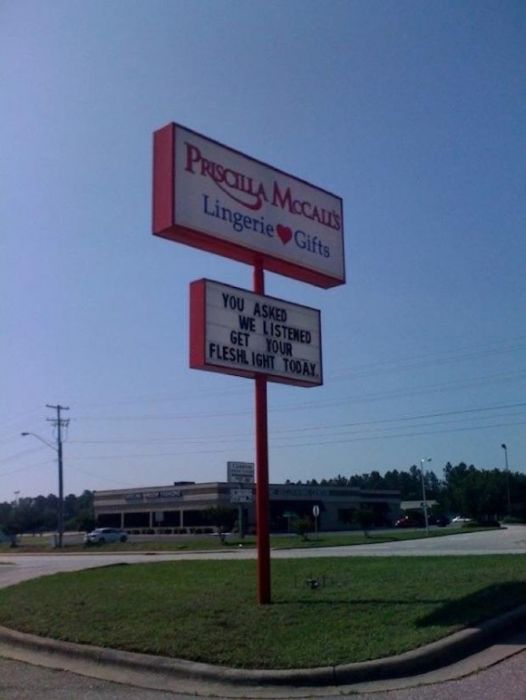 PRISCILLA MCCALL'S
Lingerie♥Gifts
YOU ASKED
WE LISTENED
GET YOUR
FLESHLIGHT TODAY.